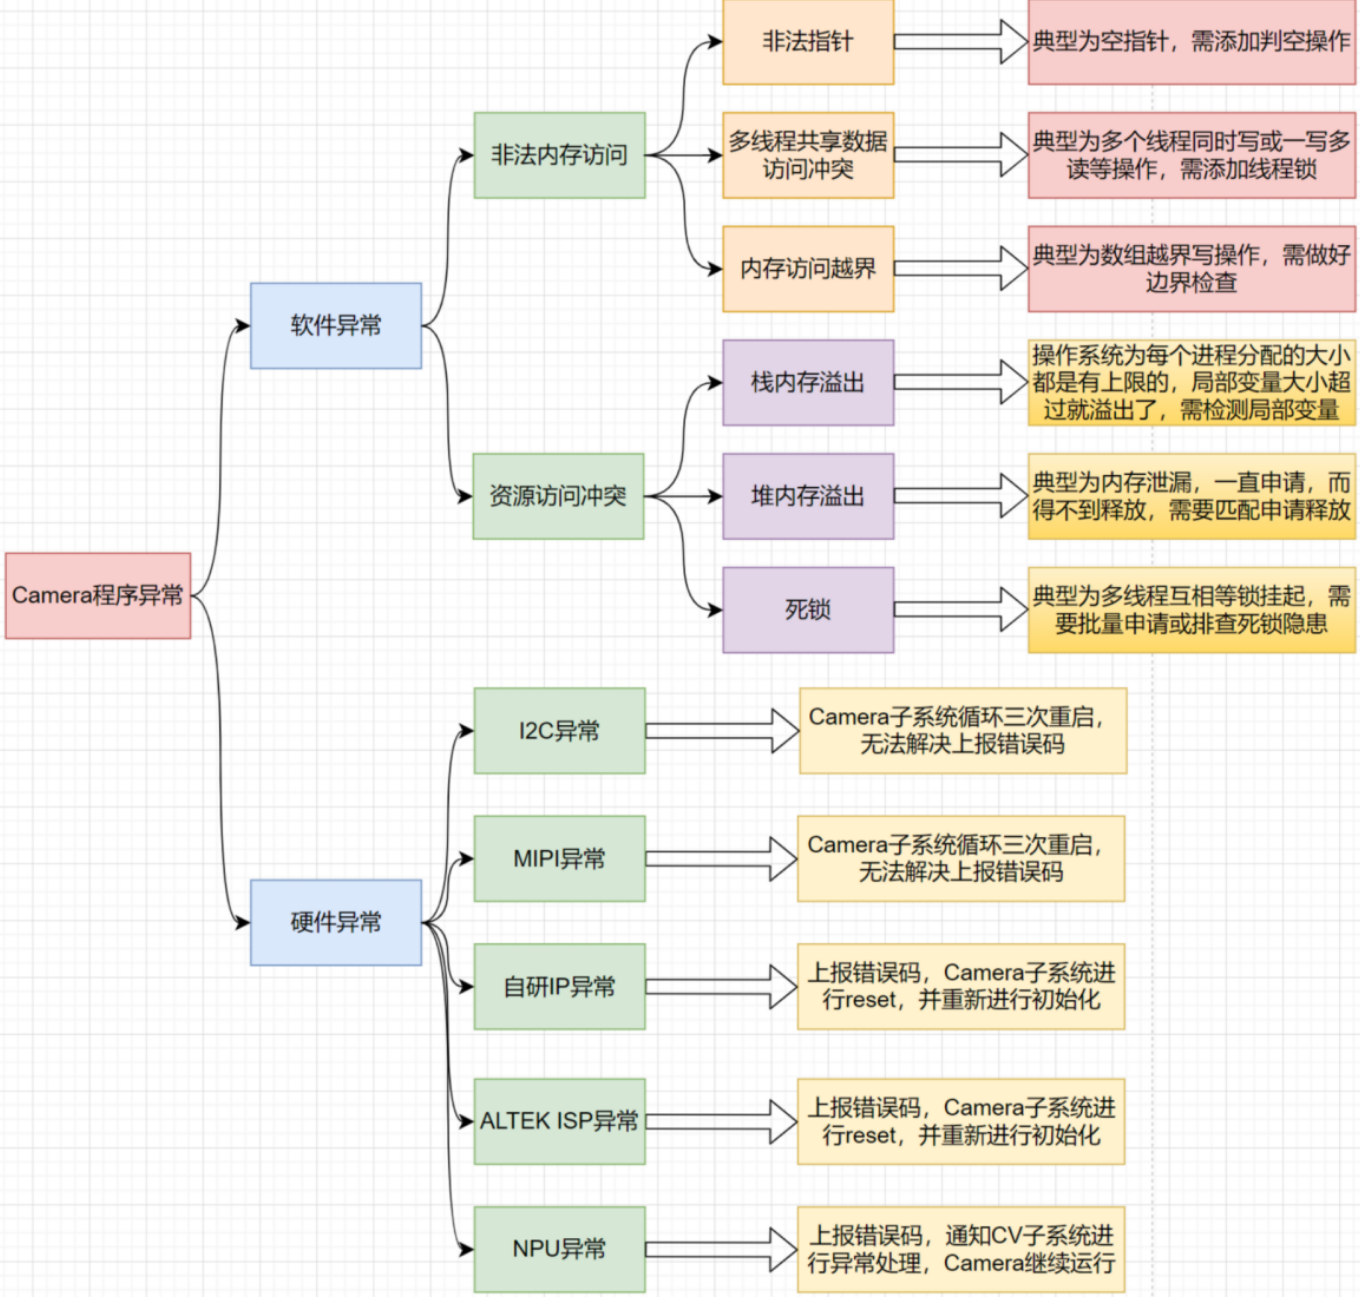 非法指针
典型为空指针，需添加判空操作
非法内存访问
多线程共享数据
访问冲突
典型为多个线程同时写或一写多
读等操作，需添加线程锁
内存访问越界
典型为数组越界写操作，需做好
边界检查
软件异常
栈内存溢出
操作系统为每个进程分配的大小
都是有上限的，局部变量大小超
过就溢出了，需检测局部变量
资源访问冲突
堆内存溢出
典型为内存泄漏，一直申请，而
得不到释放，需要匹配申请释放
死锁
典型为多线程互相等锁挂起，需
要批量申请或排查死锁隐患
Camera程序异常
I2C异常
Camera子系统循环三次重启，
无法解决上报错误码
MIPI异常
Camera子系统循环三次重启，
无法解决上报错误码
硬件异常
自研IP异常
上报错误码，Camera子系统进
行reset，并重新进行初始化
ALTEK ISP异常
上报错误码，Camera子系统进
行reset，并重新进行初始化
NPU异常
上报错误码，通知CV子系统进
行异常处理，Camera继续运行